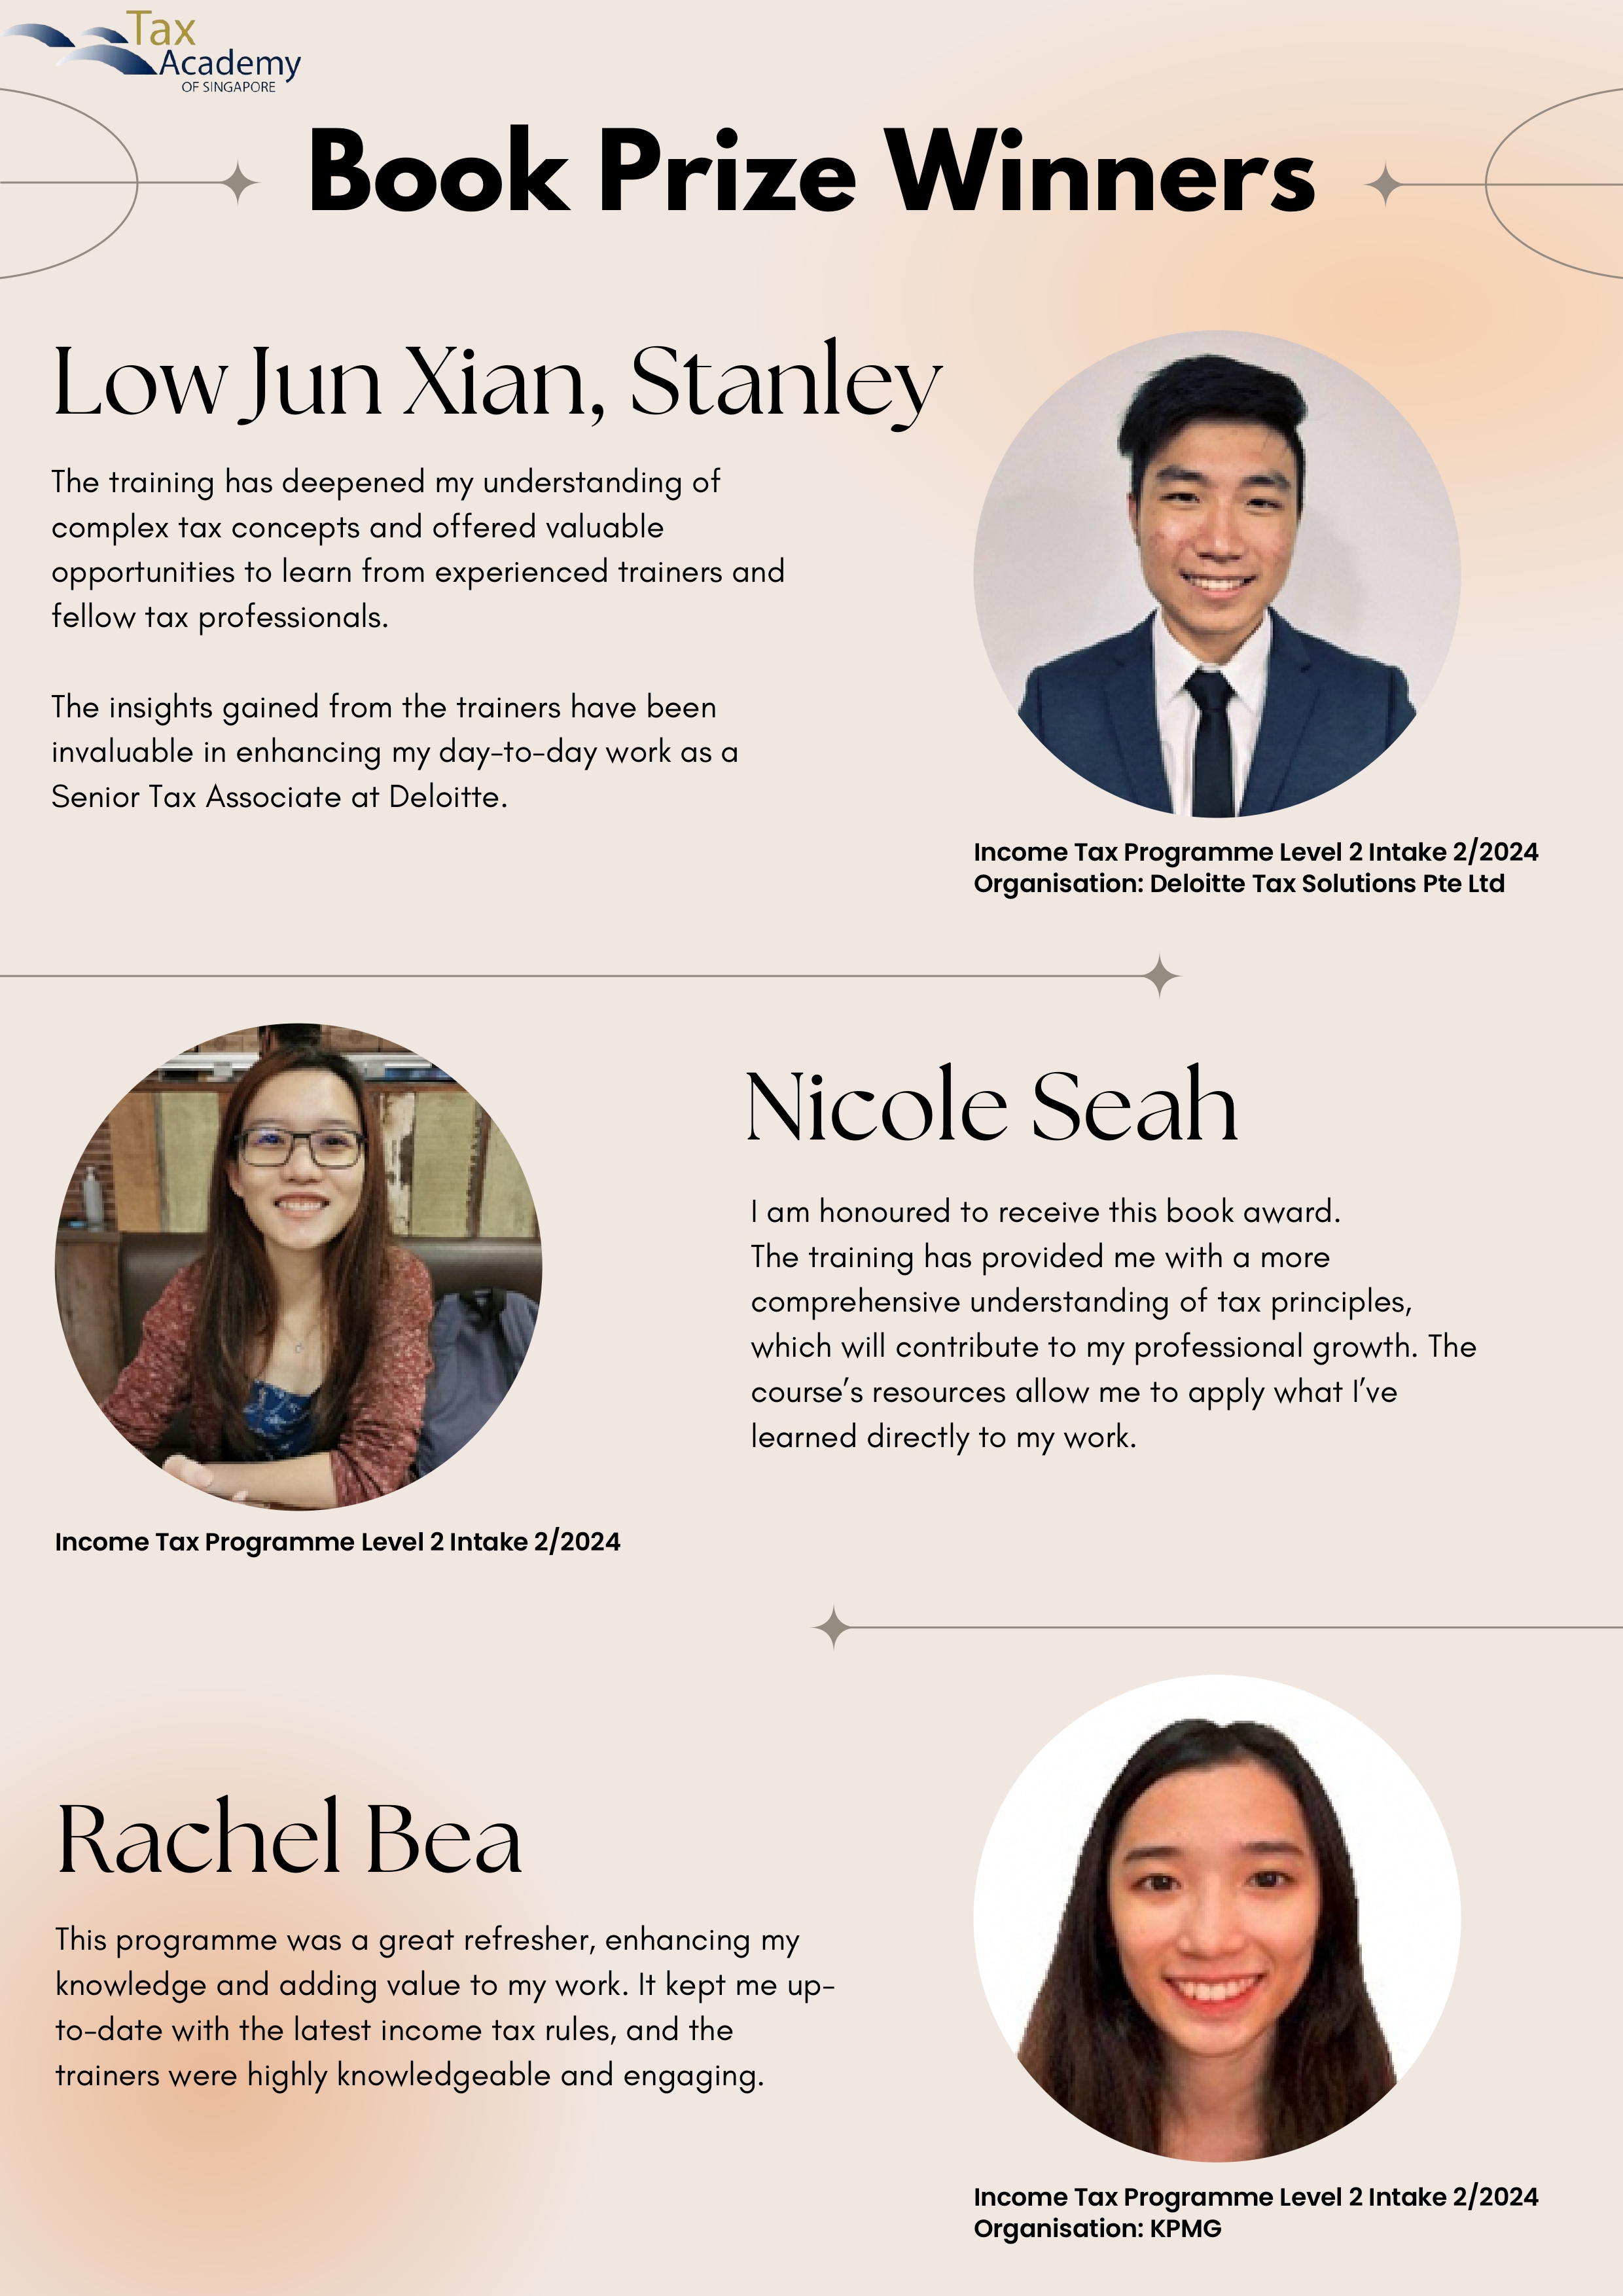 Tax
Academy
OF SINGAPORE
Book Prize Winners
Low Jun Xian, Stanley
The training has deepened my understanding of
complex tax concepts and offered valuable
opportunities to learn from experienced trainers and
fellow tax professionals.
The insights gained from the trainers have been
invaluable in enhancing my day-to-day work as a
Senior Tax Associate at Deloitte.
Income Tax Programme Level 2 Intake 2/2024
Organisation: Deloitte Tax Solutions Pte Ltd
Nicole Seah
I am honoured to receive this book award.
The training has provided me with a more
comprehensive understanding of tax principles,
which will contribute to my professional growth. The
course’s resources allow me to apply what I’ve
learned directly to my work.
Income Tax Programme Level 2 Intake 2/2024
Rachel Bea
This programme was a great refresher, enhancing my
knowledge and adding value to my work. It kept me up-
to-date with the latest income tax rules, and the
trainers were highly knowledgeable and engaging.
Income Tax Programme Level 2 Intake 2/2024
Organisation: KPMG